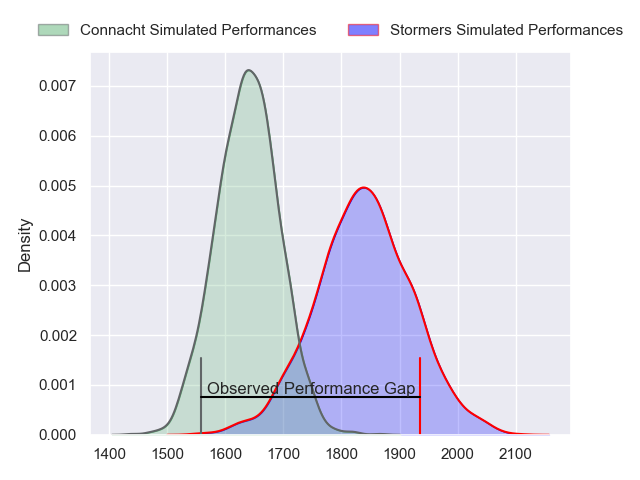 Connacht Simulated Performances Stormers Simulated Performances
0.007
0.006
0.005
0.004
0.003
0.002
0.001
0.000
Density
Observed Performance Gap
1400 1500 1600 1700 1800 1900 2000 2100